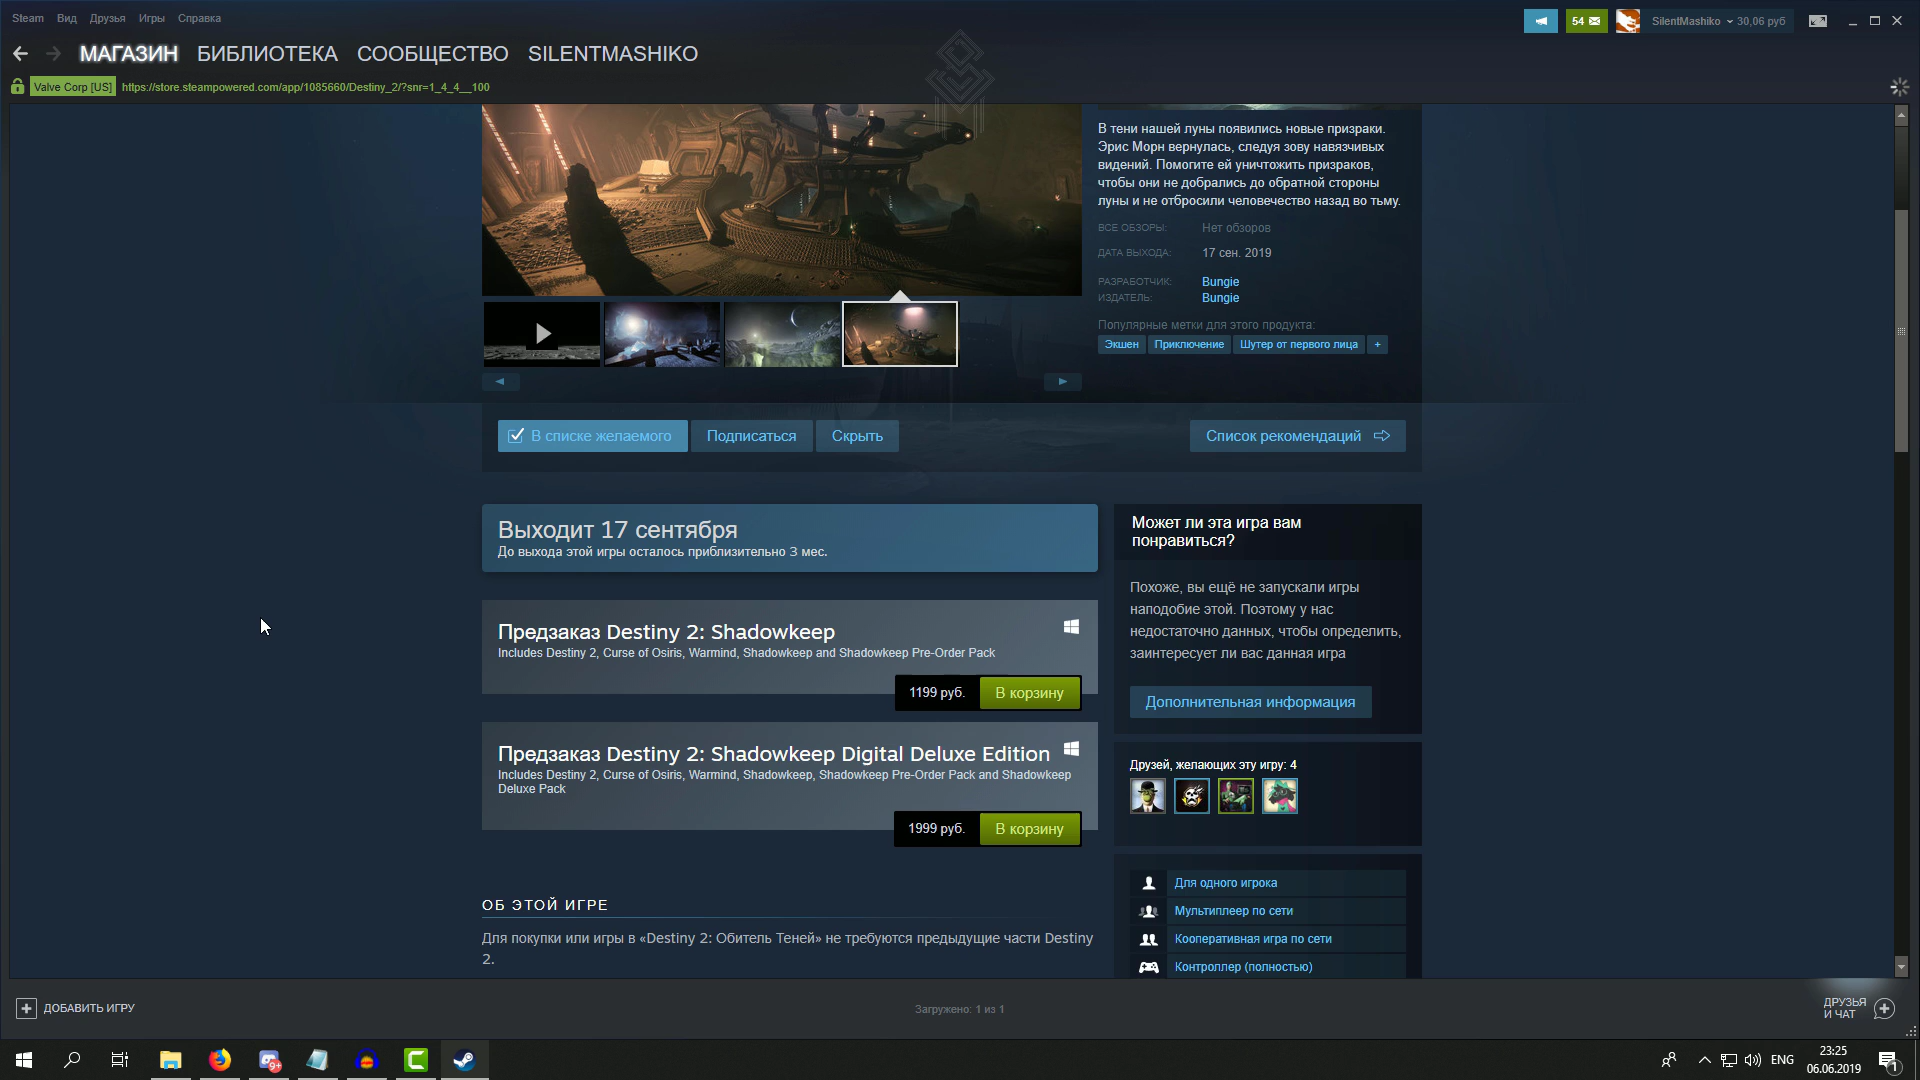 Steam Вид Друзья Игры Справка
54
SilentMashiko 30,06 руб
МАГАЗИН БИБЛИОТЕКА СООБЩЕСТВО SILENTMASHIKO
Valve Corp [US] https://store.steampowered.com/app/1085660/Destiny_2/?snr=1_4_4__100
В тени нашей луны появились новые призраки.
Эрис Морн вернулась, следуя зову навязчивых
видений. Помогите ей уничтожить призраков,
чтобы они не добрались до обратной стороны
луны и не отбросили человечество назад во тьму.
ВСЕ ОБЗОРЫ: Нет обзоров
ДАТА ВЫХОДА: 17 сен. 2019
РАЗРАБОТЧИК: Bungie
ИЗДАТЕЛЬ: Bungie
Популярные метки для этого продукта:
Экшен Приключение Шутер от первого лица +
В списке желаемого Подписаться Скрыть Список рекомендаций
Выходит 17 сентября
До выхода этой игры осталось приблизительно 3 мес.
Предзаказ Destiny 2: Shadowkeep
Includes Destiny 2, Curse of Osiris, Warmind, Shadowkeep and Shadowkeep Pre-Order Pack
1199 руб. В корзину
Предзаказ Destiny 2: Shadowkeep Digital Deluxe Edition
Includes Destiny 2, Curse of Osiris, Warmind, Shadowkeep, Shadowkeep Pre-Order Pack and Shadowkeep
Deluxe Pack
1999 руб. В корзину
ОБ ЭТОЙ ИГРЕ
Для покупки или игры в «Destiny 2: Обитель Теней» не требуются предыдущие части Destiny
2.
Может ли эта игра вам
понравиться?
Похоже, вы ещё не запускали игры
наподобие этой. Поэтому у нас
недостаточно данных, чтобы определить,
заинтересует ли вас данная игра
Дополнительная информация
Друзей, желающих эту игру: 4
Для одного игрока
Мультиплеер по сети
Кооперативная игра по сети
Контроллер (полностью)
ДОБАВИТЬ ИГРУ
Загружено: 1 из 1
ДРУЗЬЯ
И ЧАТ
9+
ENG
23:25
06.06.2019
1